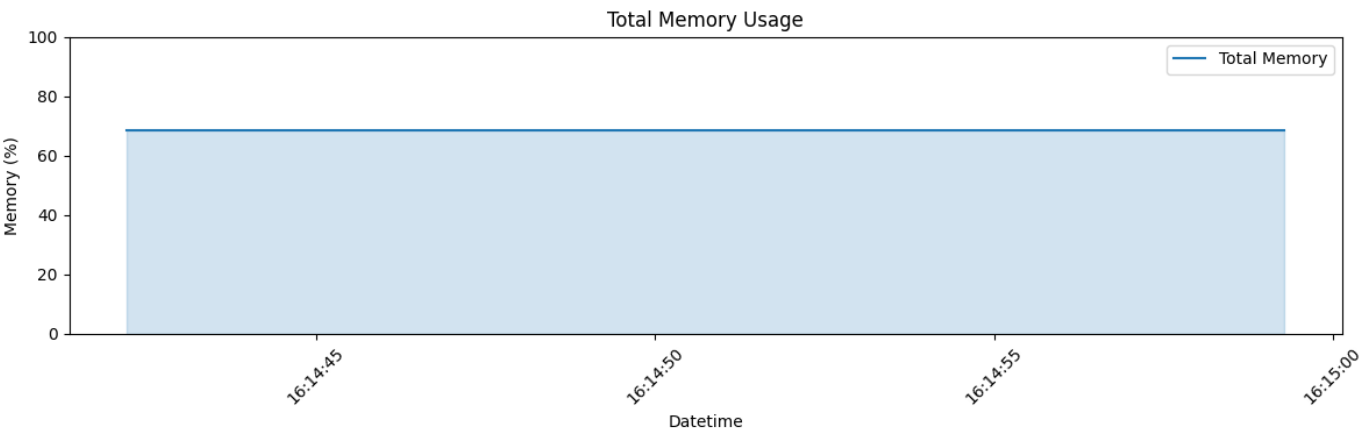 Total Memory Usage
Total Memory
100
80
60
40
20
0
Memory (%)
16:14:45
16:14:50
16:14:55
16:15:00
Datetime